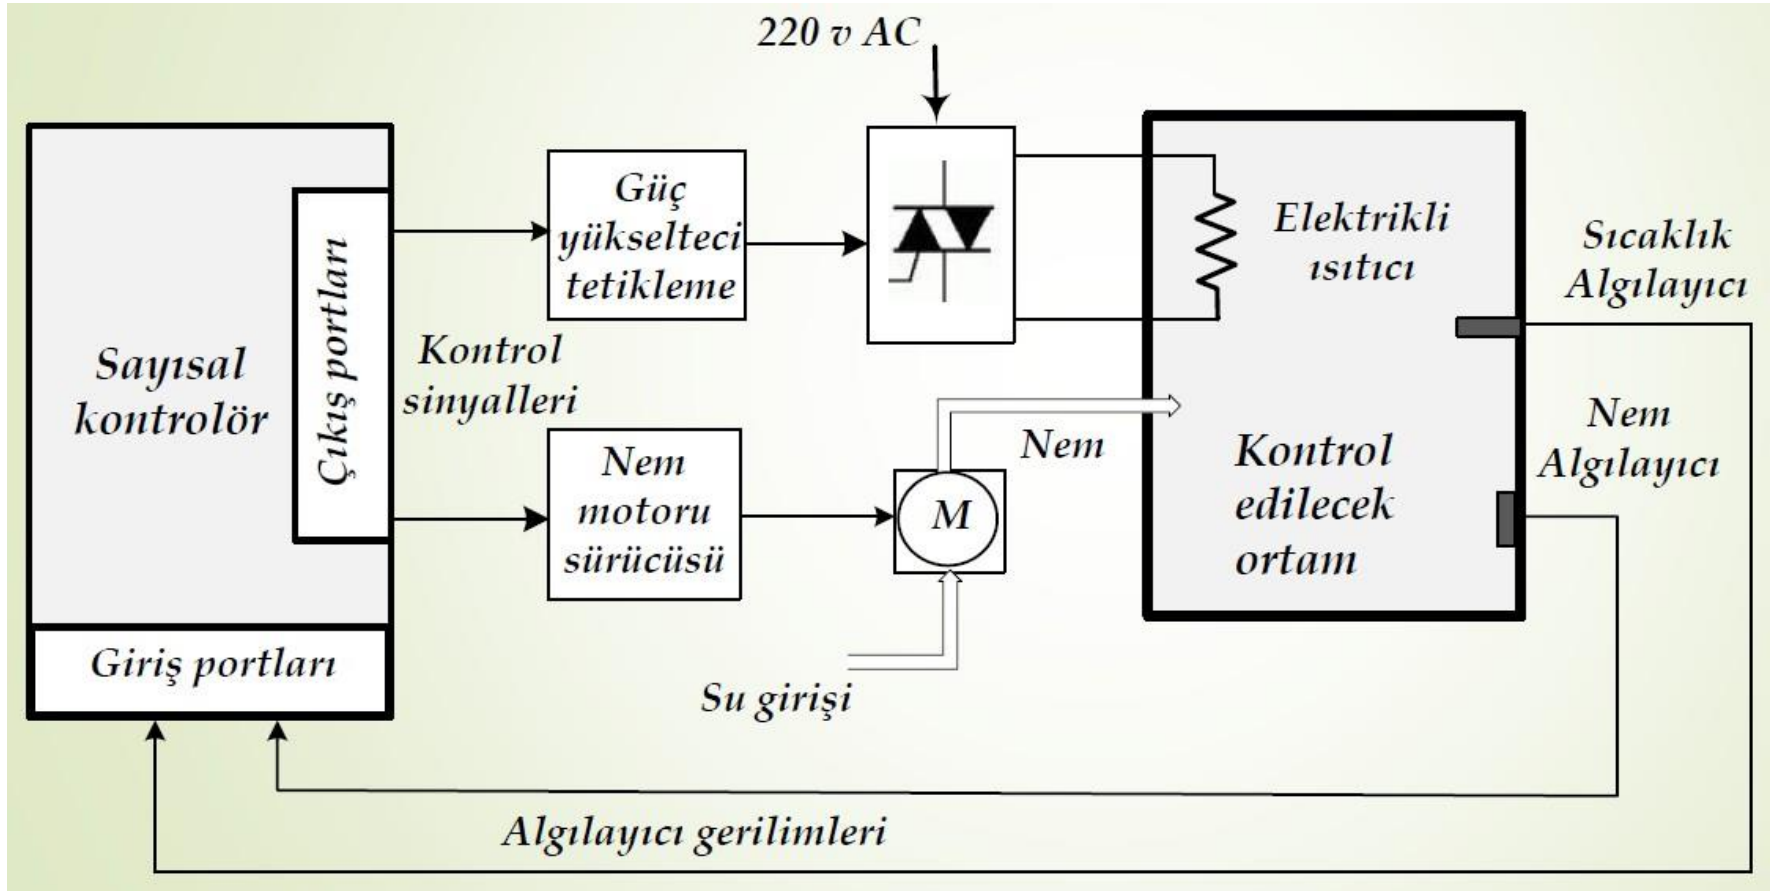 220 v AC
Güç
yükselteci
tetikleme
Elektrikli
ısıtıcı
Sıcaklık
Algılayıcı
Sayısal
kontrolör
Çıkış portları
Kontrol
sinyalleri
Nem
Algılayıcı
Nem
motoru
sürücüsü
M
Nem
Kontrol
edilecek
ortam
Giriş portları
Su girişi
Algılayıcı gerilimleri